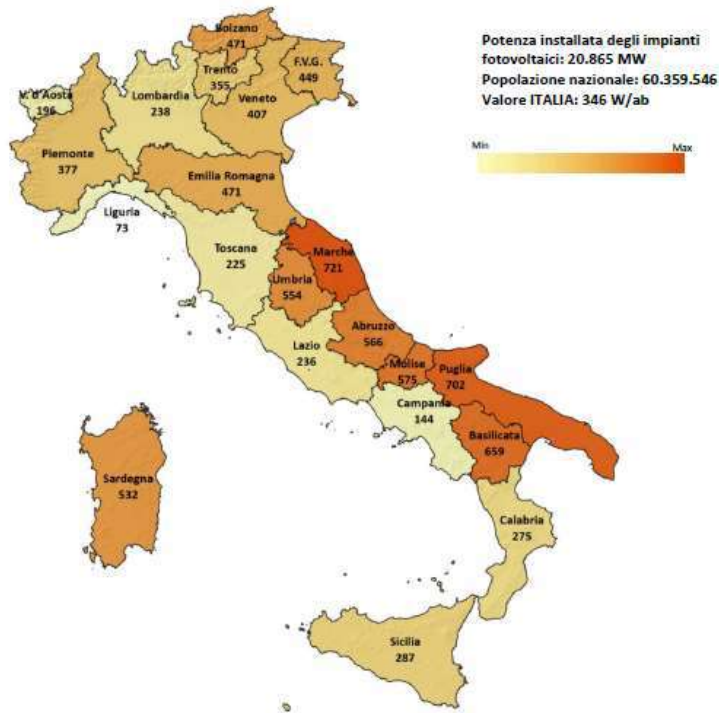 Potenza installata degli impianti
fotovoltaici: 20.865 MW
Popolazione nazionale: 60.359.546
Valore ITALIA: 346 W/ab
Min
Max
Bolzano
471
Trento
355
F.V.G.
449
V. d'Aosta
196
Lombardia
238
Veneto
407
Piemonte
377
Emilia Romagna
471
Liguria
73
Toscana
225
Marche
721
Umbria
554
Abruzzo
566
Lazio
236
Molise
575
Puglia
702
Campania
144
Basilicata
659
Sardegna
532
Calabria
275
Sicilia
287